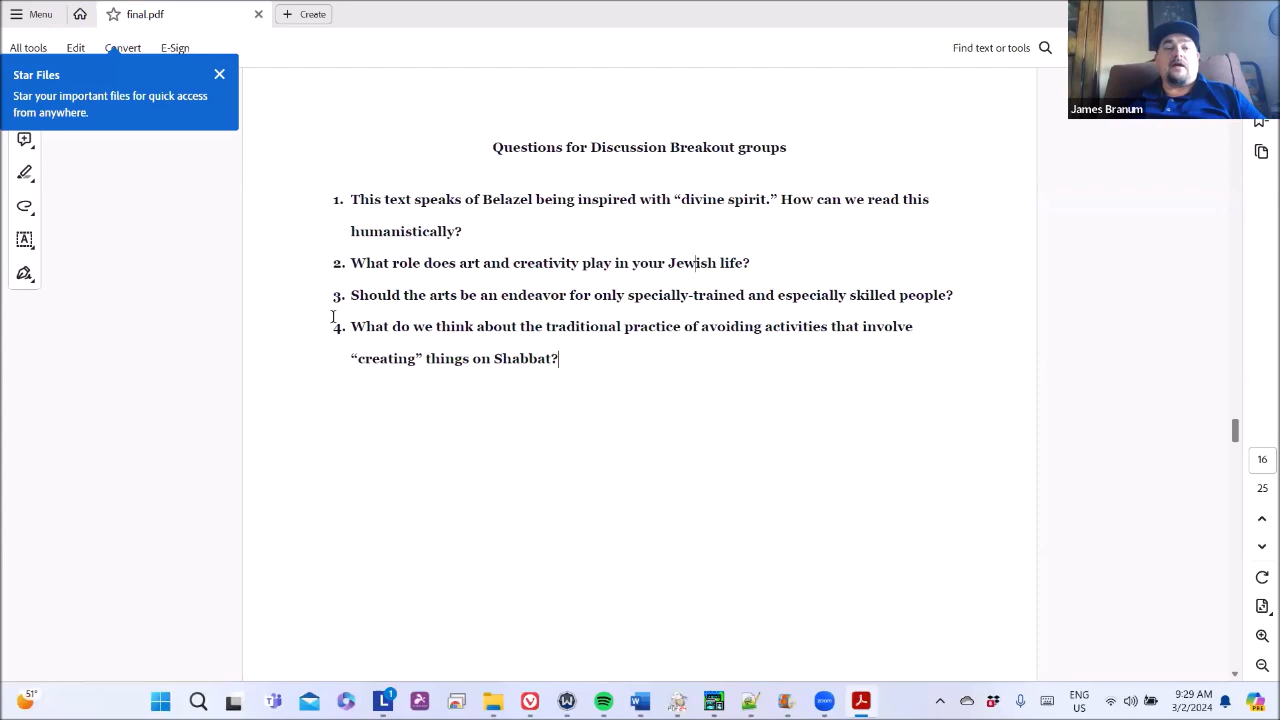 Menu
final.pdf
Create
All tools
Edit
Convert
E-Sign
Find text or tools
Star Files
Star your important files for quick access
from anywhere.
James Branum
Questions for Discussion Breakout groups
1. This text speaks of Belazel being inspired with “divine spirit.” How can we read this
humanistically?
2. What role does art and creativity play in your Jewish life?
3. Should the arts be an endeavor for only specially-trained and especially skilled people?
4. What do we think about the traditional practice of avoiding activities that involve
“creating” things on Shabbat?
16
25
51°
L
1
zoom
ENG
UC
9:29 AM
3/2/2024
PRE